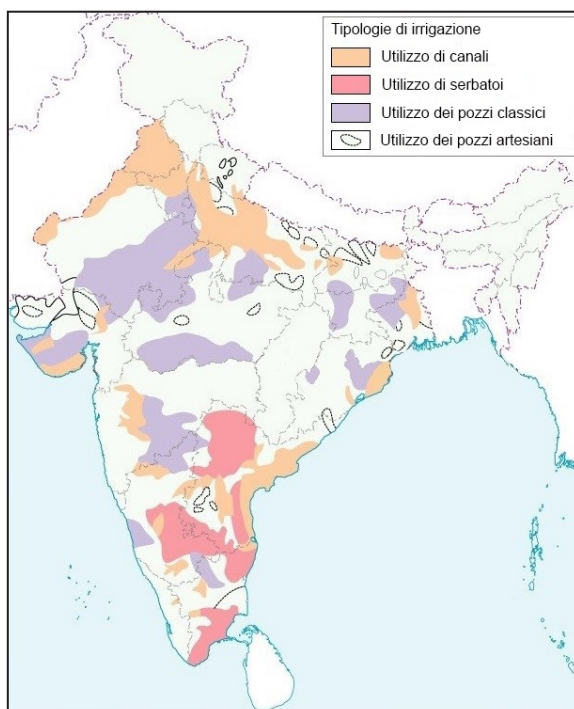 Tipologie di irrigazione
Utilizzo di canali
Utilizzo di serbatoi
Utilizzo dei pozzi classici
Utilizzo dei pozzi artesiani